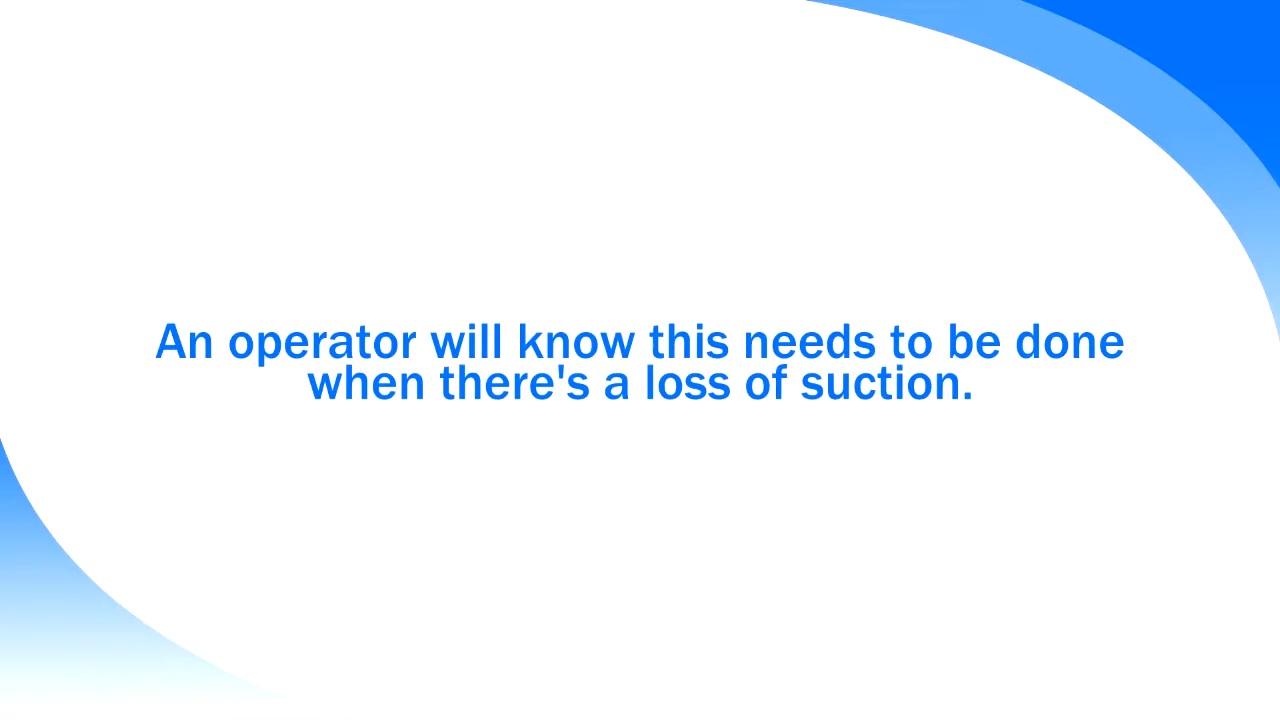 An operator will know this needs to be done
when there's a loss of suction.